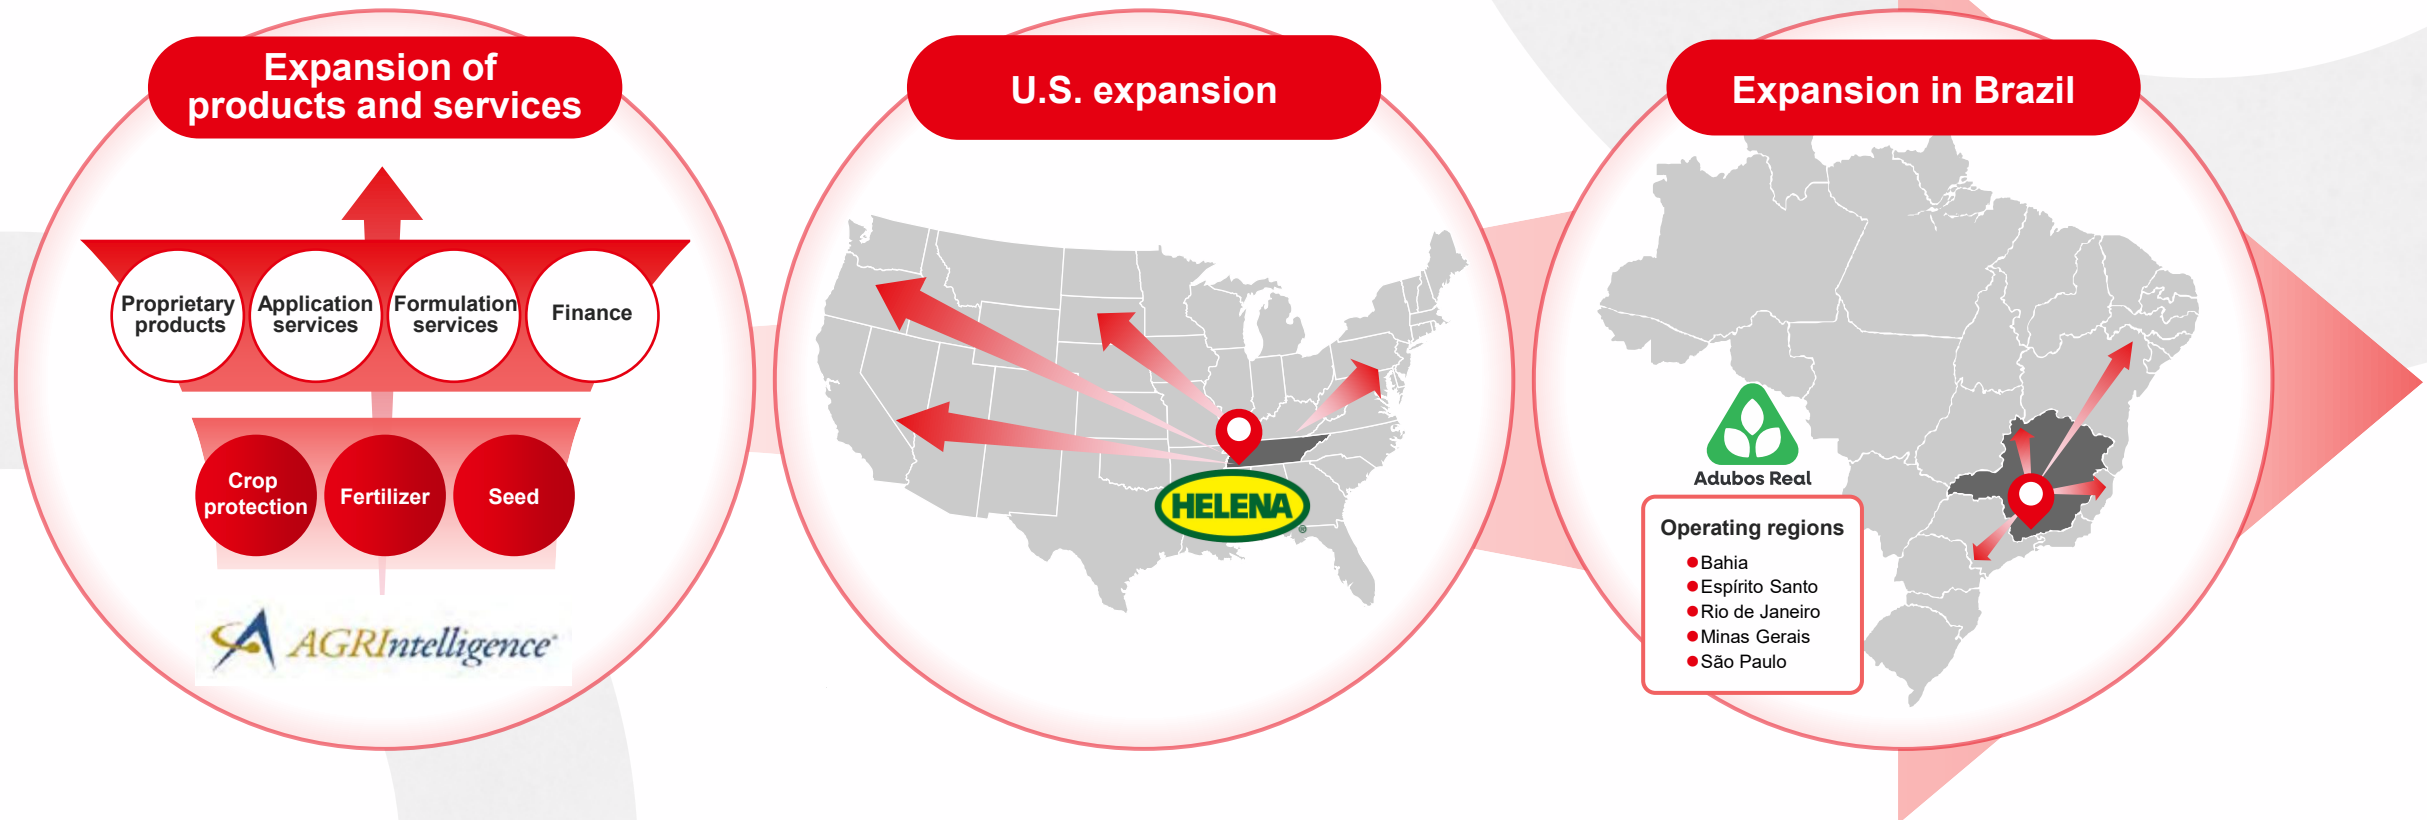 Expansion of
products and services
Proprietary
products
Application
services
Formulation
services
Finance
Crop
protection
Fertilizer
Seed
AGRIntelligence
U.S. expansion
HELENA
®
Expansion in Brazil
Adubos Real
Operating regions
●Bahia
●Espírito Santo
●Rio de Janeiro
●Minas Gerais
●São Paulo